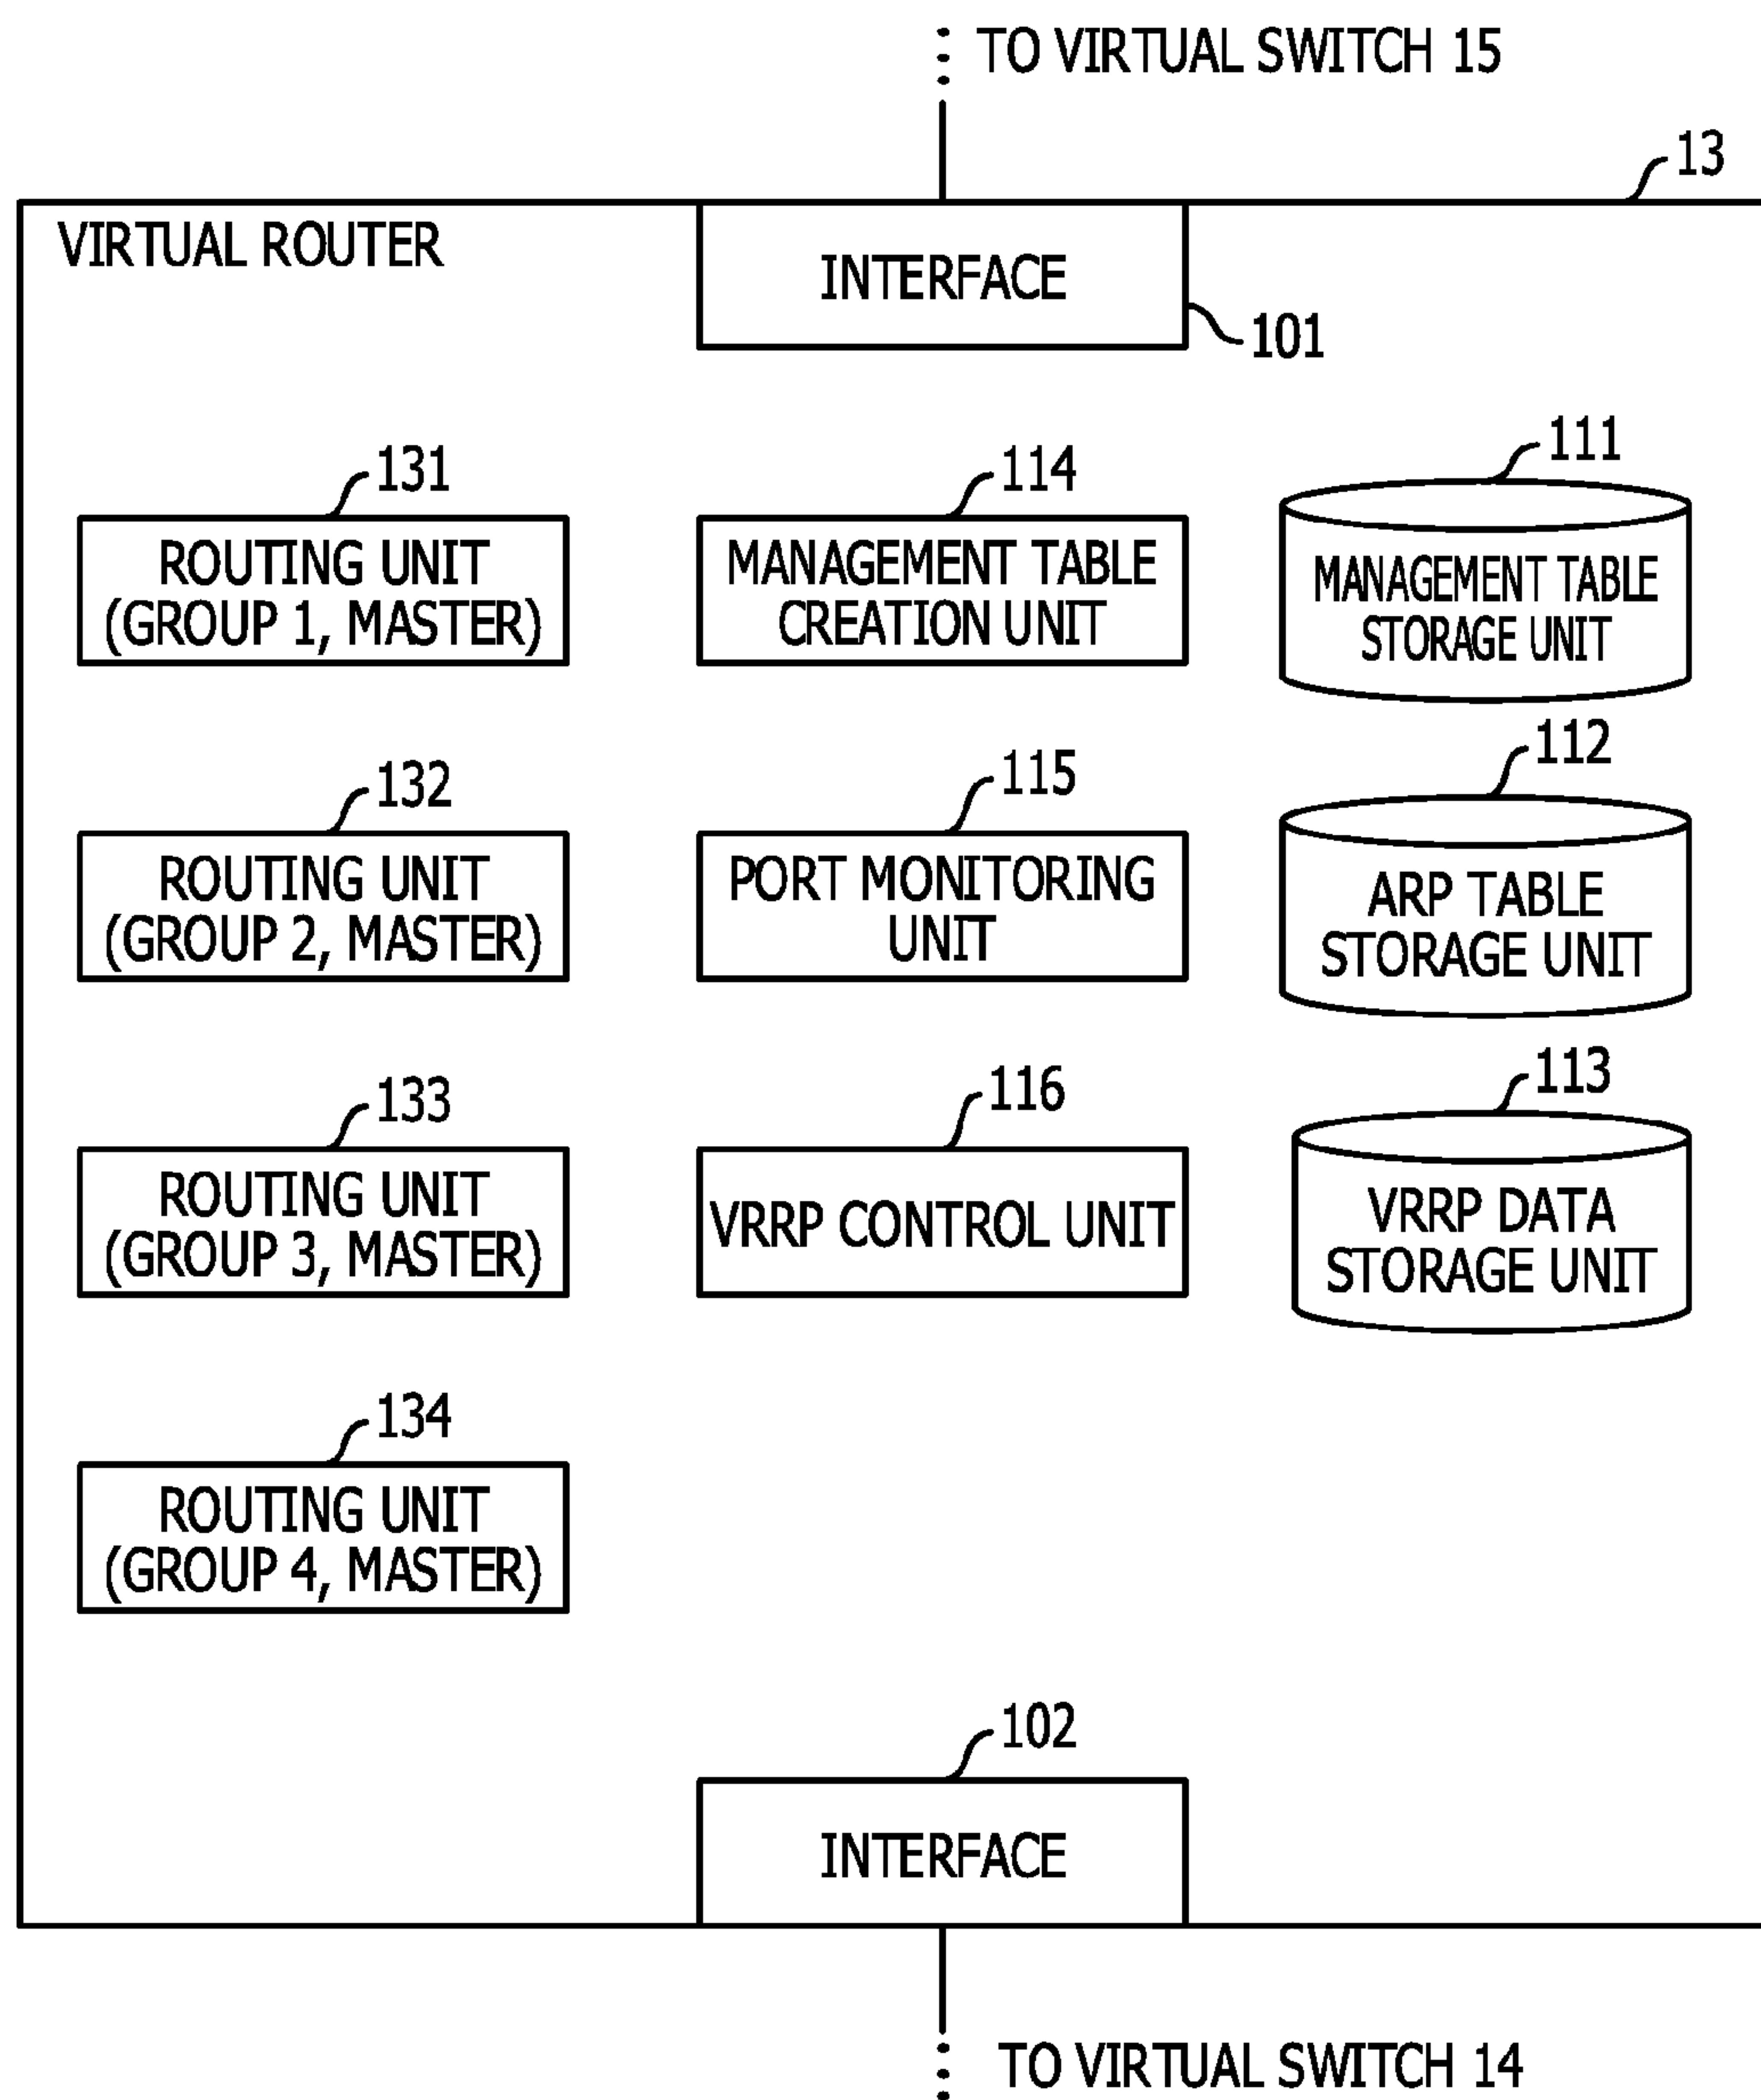 TO VIRTUAL SWITCH 15
13
VIRTUAL ROUTER
INTERFACE
101
131
ROUTING UNIT
(GROUP 1, MASTER)
114
MANAGEMENT TABLE
CREATION UNIT
111
MANAGEMENT TABLE
STORAGE UNIT
132
ROUTING UNIT
(GROUP 2, MASTER)
115
PORT MONITORING
UNIT
112
ARP TABLE
STORAGE UNIT
133
ROUTING UNIT
(GROUP 3, MASTER)
116
VRRP CONTROL UNIT
113
VRRP DATA
STORAGE UNIT
134
ROUTING UNIT
(GROUP 4, MASTER)
102
INTERFACE
TO VIRTUAL SWITCH 14